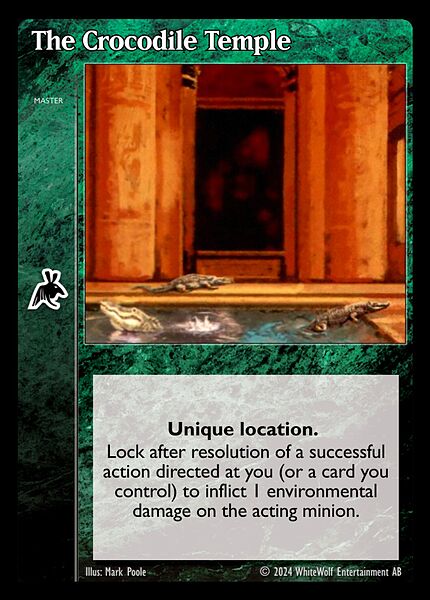 The Crocodile Temple
MASTER
Unique location.
Lock after resolution of a successful
action directed at you (or a card you
control) to inflict 1 environmental
damage on the acting minion.
Illus: Mark Poole © 2024 WhiteWolf Entertainment AB